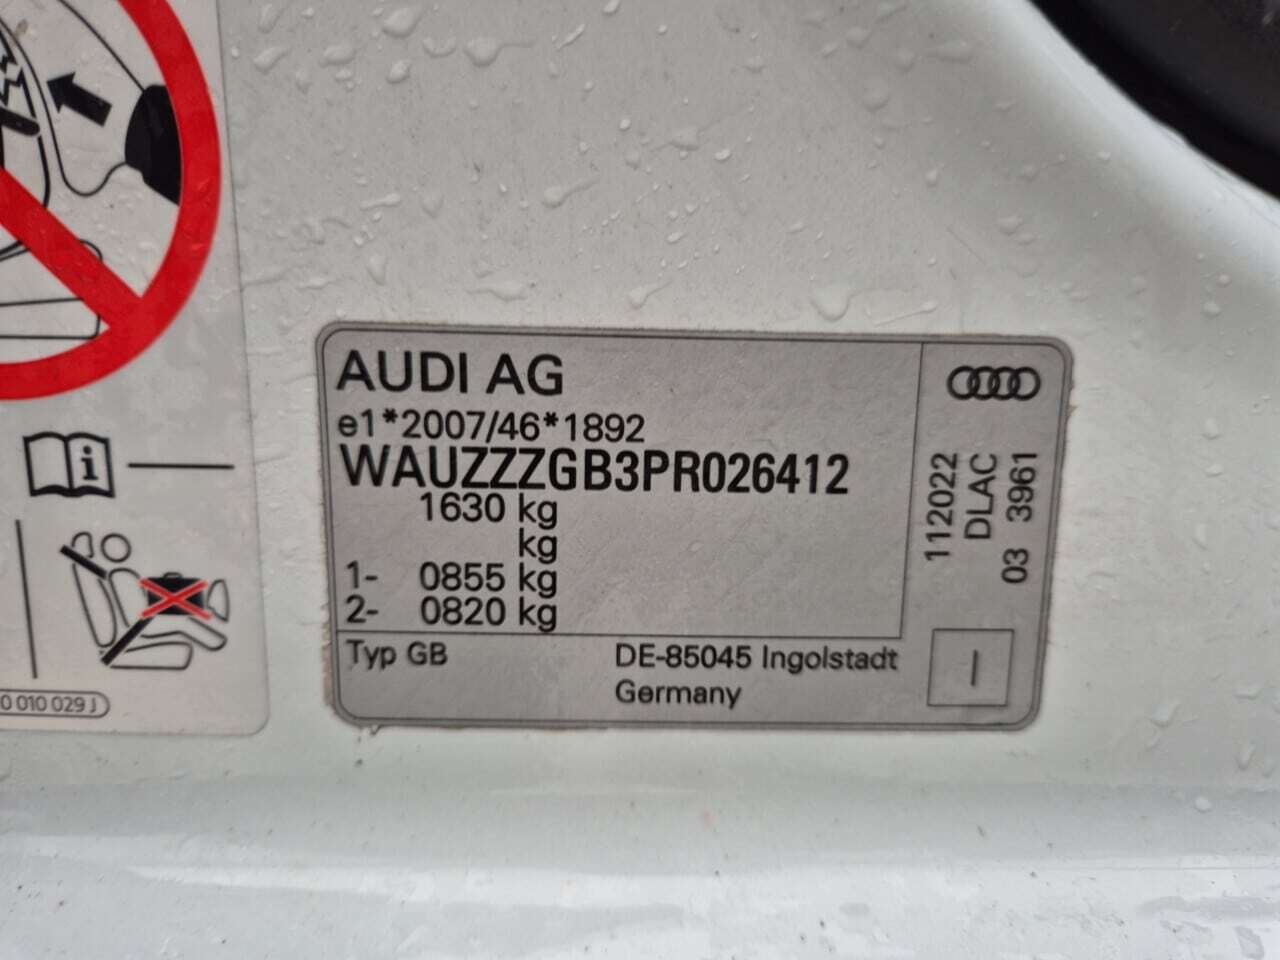 AUDI AG
e1*2007/46*1892
WAUZZZGB3PR026412
1630 kg
kg
1- 0855 kg
2- 0820 kg
Typ GB
DE-85045 Ingolstadt
Germany
112022
DLAC
03 3961
I
i
0 010 029 J